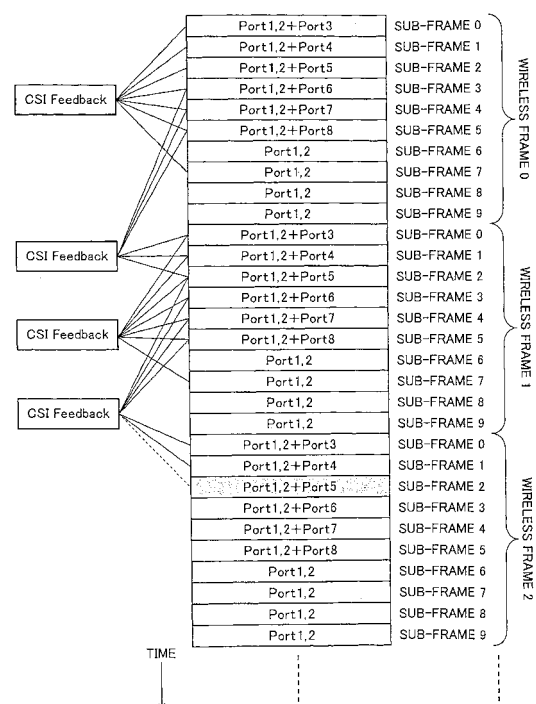 Port1,2+Port3 SUB-FRAME 0
Port1,2+Port4 SUB-FRAME 1
Port1,2+Port5 SUB-FRAME 2
Port1,2+Port6 SUB-FRAME 3
CSI Feedback
Port1,2+Port7 SUB-FRAME 4
Port1,2+Port8 SUB-FRAME 5
Port1,2 SUB-FRAME 6
Port1,2 SUB-FRAME 7
Port1,2 SUB-FRAME 8
Port1,2 SUB-FRAME 9
WIRELESS FRAME 0
Port1,2+Port3 SUB-FRAME 0
CSI Feedback
Port1,2+Port4 SUB-FRAME 1
Port1,2+Port5 SUB-FRAME 2
Port1,2+Port6 SUB-FRAME 3
CSI Feedback
Port1,2+Port7 SUB-FRAME 4
Port1,2+Port8 SUB-FRAME 5
Port1,2 SUB-FRAME 6
Port1,2 SUB-FRAME 7
CSI Feedback
Port1,2 SUB-FRAME 8
Port1,2 SUB-FRAME 9
WIRELESS FRAME 1
Port1,2+Port3 SUB-FRAME 0
Port1,2+Port4 SUB-FRAME 1
Port1,2+Port5 SUB-FRAME 2
Port1,2+Port6 SUB-FRAME 3
Port1,2+Port7 SUB-FRAME 4
Port1,2+Port8 SUB-FRAME 5
Port1,2 SUB-FRAME 6
Port1,2 SUB-FRAME 7
Port1,2 SUB-FRAME 8
Port1,2 SUB-FRAME 9
WIRELESS FRAME 2
TIME